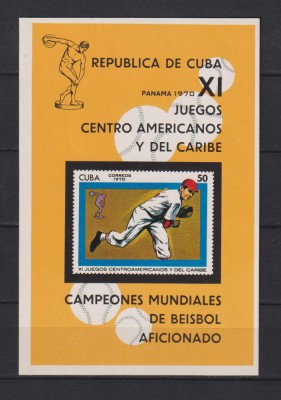 REPUBLICA DE CUBA
PANAMA 1970 XI
JUEGOS
CENTRO AMERICANOS
Y DEL CARIBE
CUBA CORREOS 1970 50
XI JUEGOS CENTROAMERICANOS Y DEL CARIBE
CAMPEONES MUNDIALES
DE BEISBOL
AFICIONADO